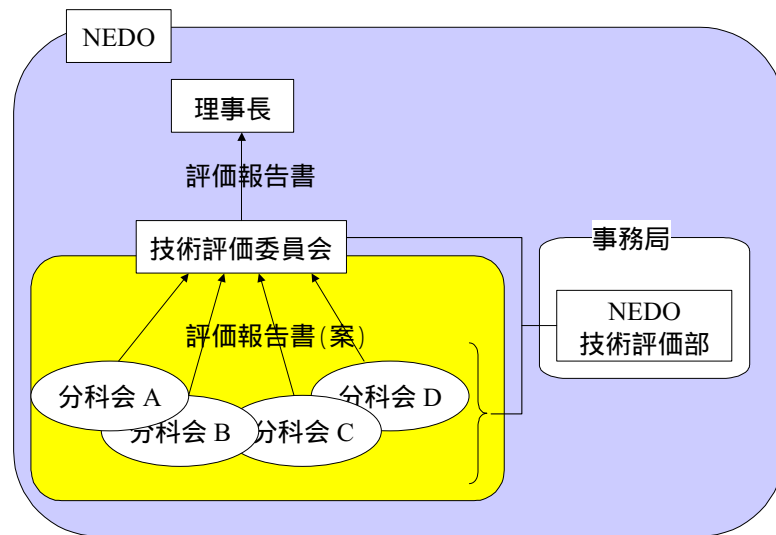 NEDO
理事長
評価報告書
技術評価委員会
事務局
NEDO
技術評価部
評価報告書(案)
分科会 A
分科会 B
分科会 C
分科会 D